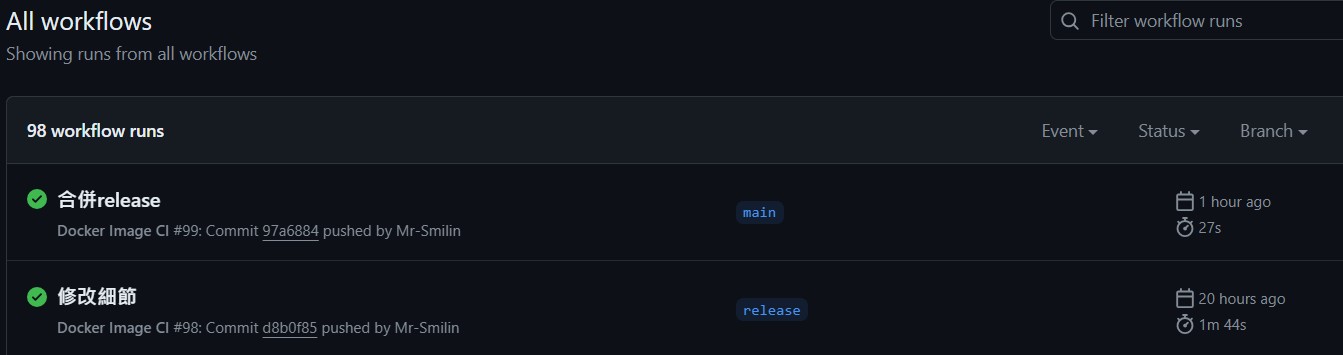 All workflows
Filter workflow runs
Showing runs from all workflows
98 workflow runs
Event
Status
Branch
合併release
main
1 hour ago
Docker Image CI #99: Commit 97a6884 pushed by Mr-Smilin
27s
修改細節
release
20 hours ago
Docker Image CI #98: Commit d8b0f85 pushed by Mr-Smilin
1m 44s